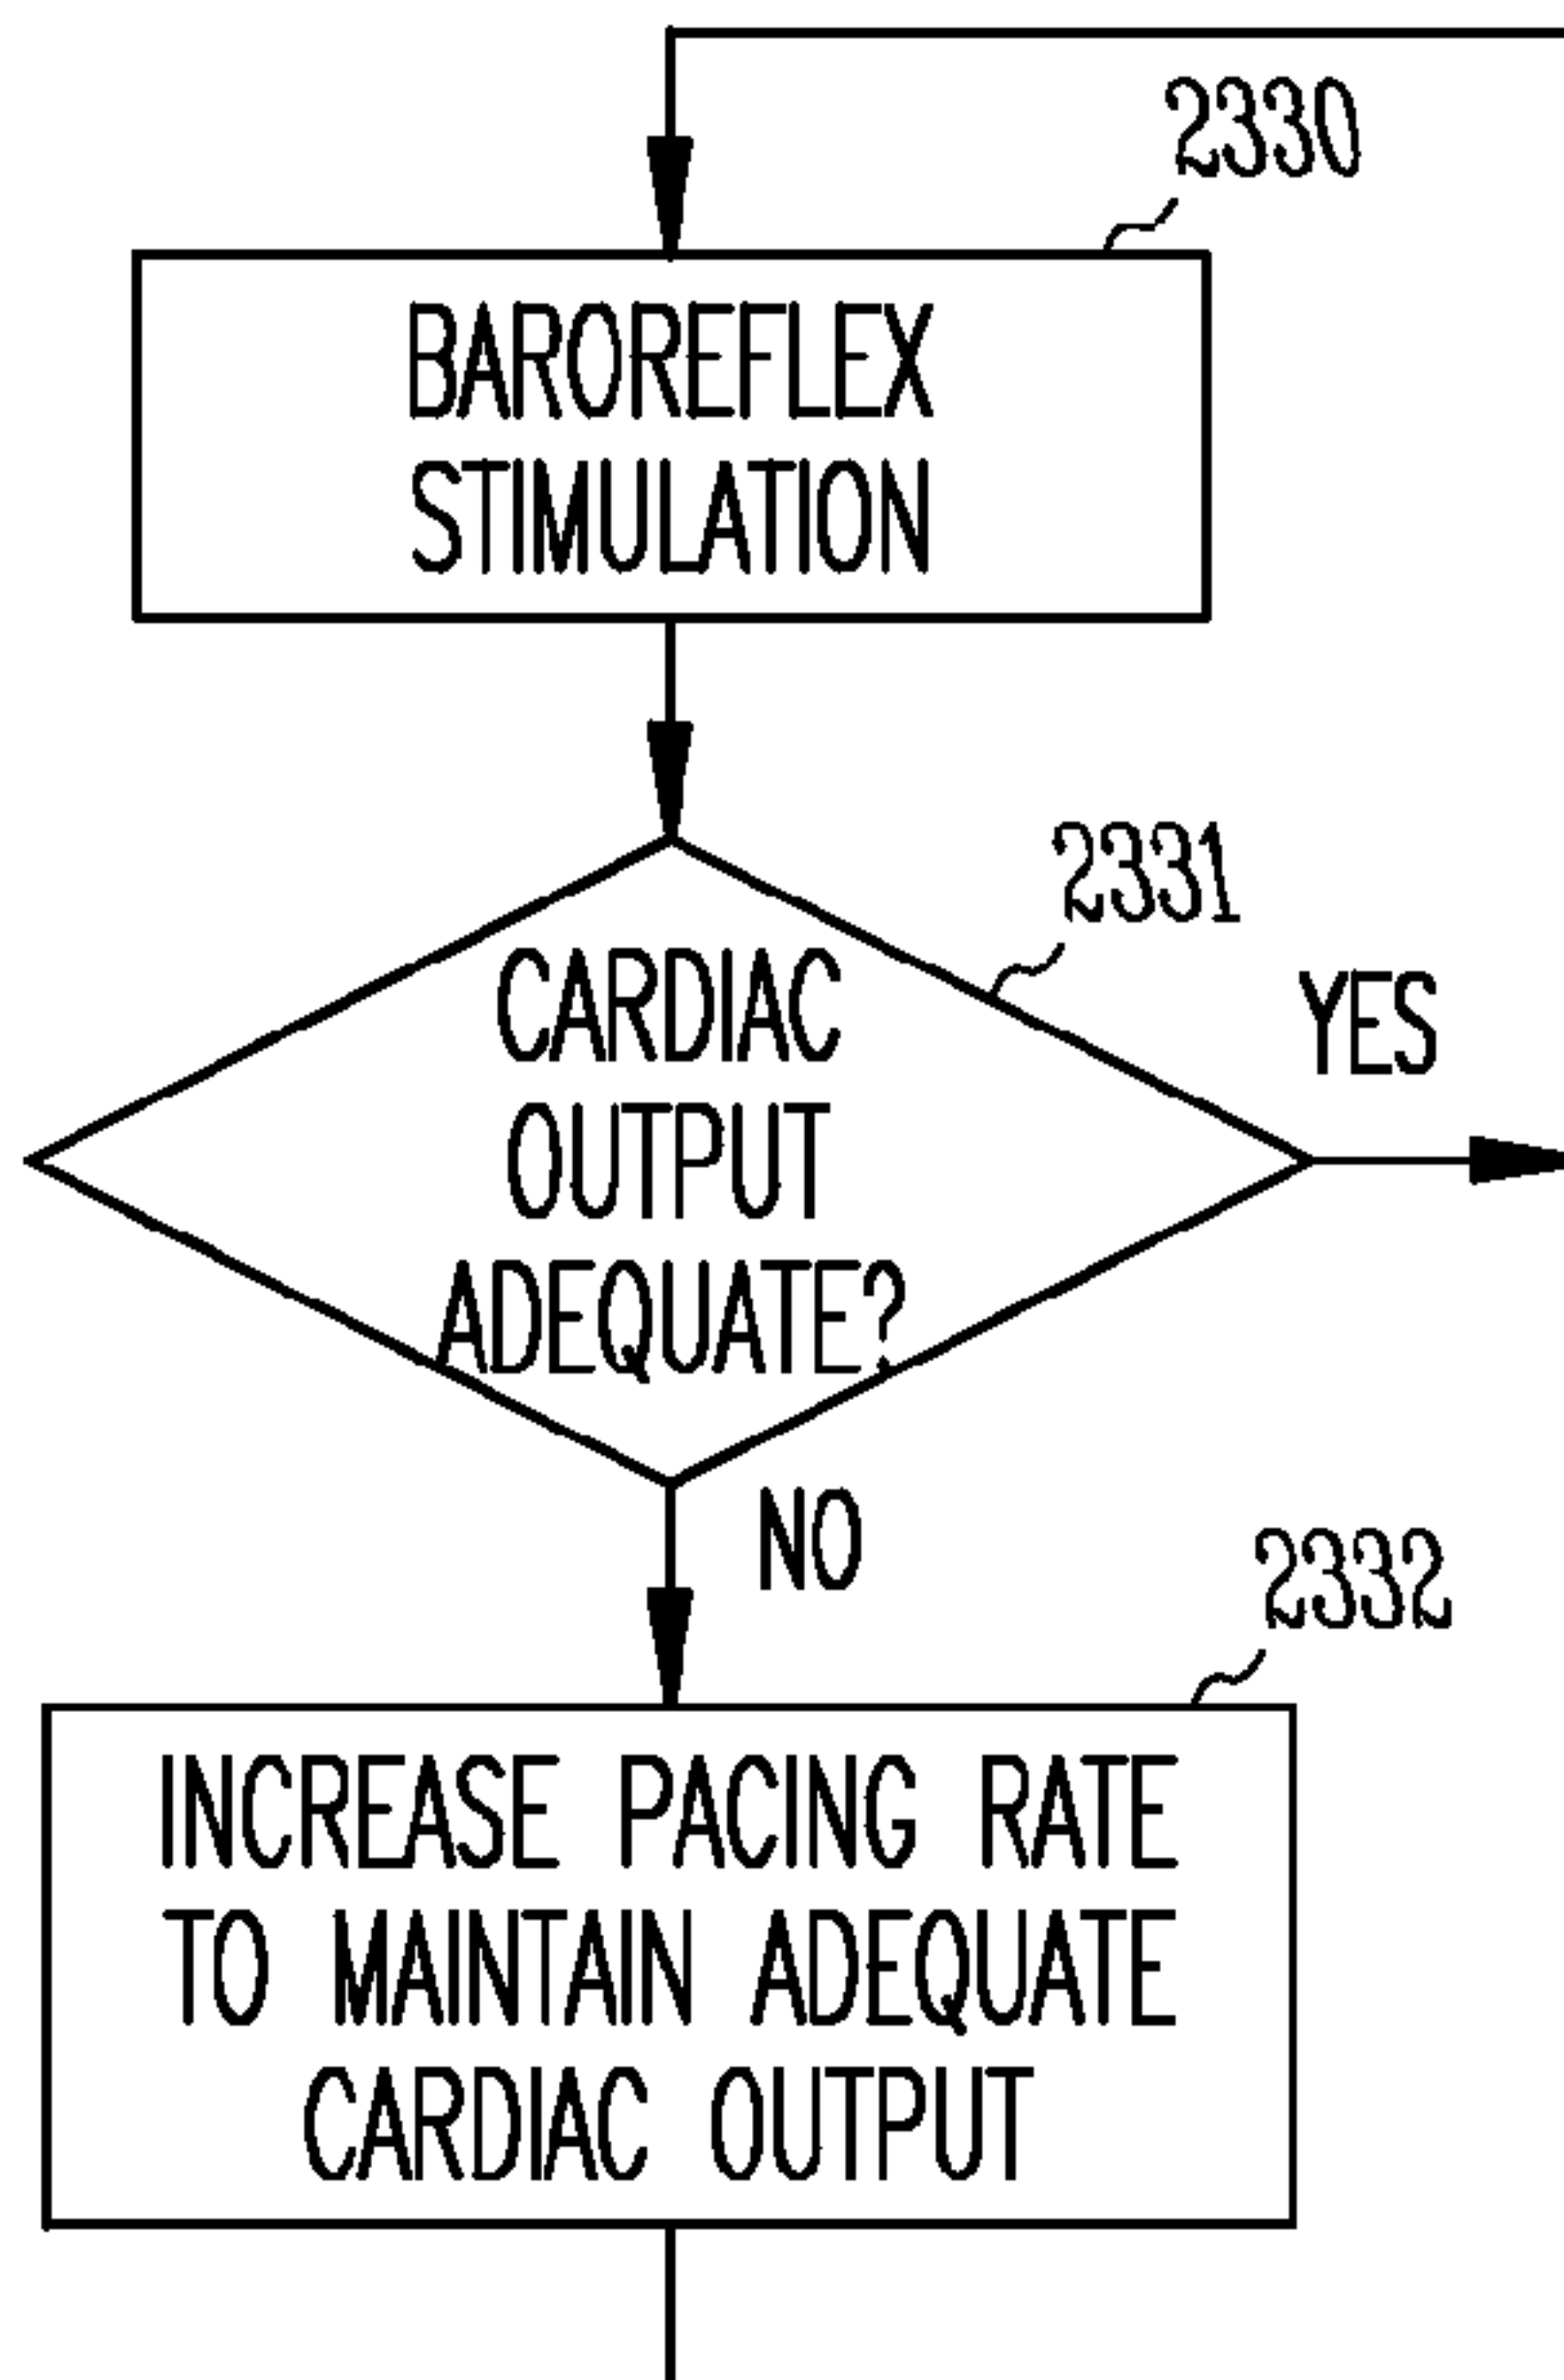 2330
BAROREFLEX
STIMULATION
2331
CARDIAC
OUTPUT
ADEQUATE?
YES
NO
2332
INCREASE PACING RATE
TO MAINTAIN ADEQUATE
CARDIAC OUTPUT